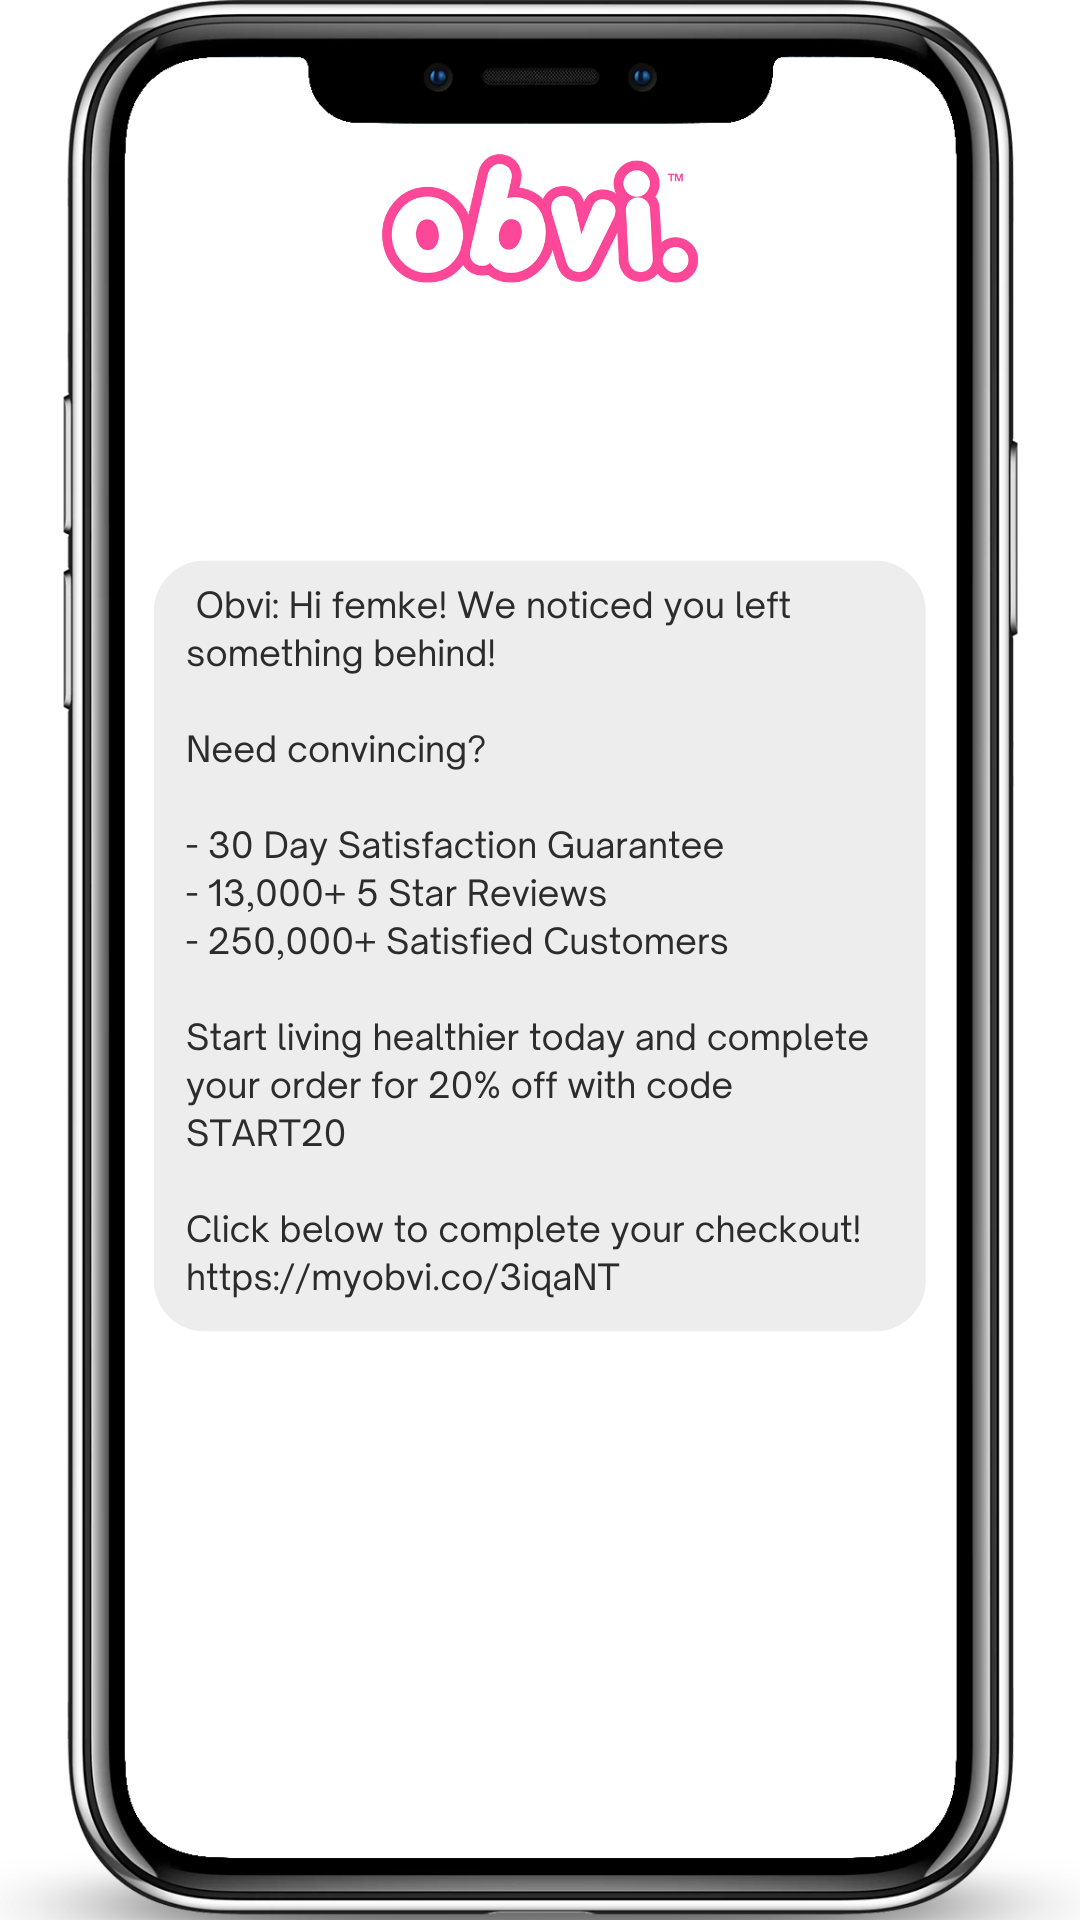 obvi.™
Obvi: Hi femke! We noticed you left
something behind!
Need convincing?
- 30 Day Satisfaction Guarantee
- 13,000+ 5 Star Reviews
- 250,000+ Satisfied Customers
Start living healthier today and complete
your order for 20% off with code
START20
Click below to complete your checkout!
https://myobvi.co/3iqaNT